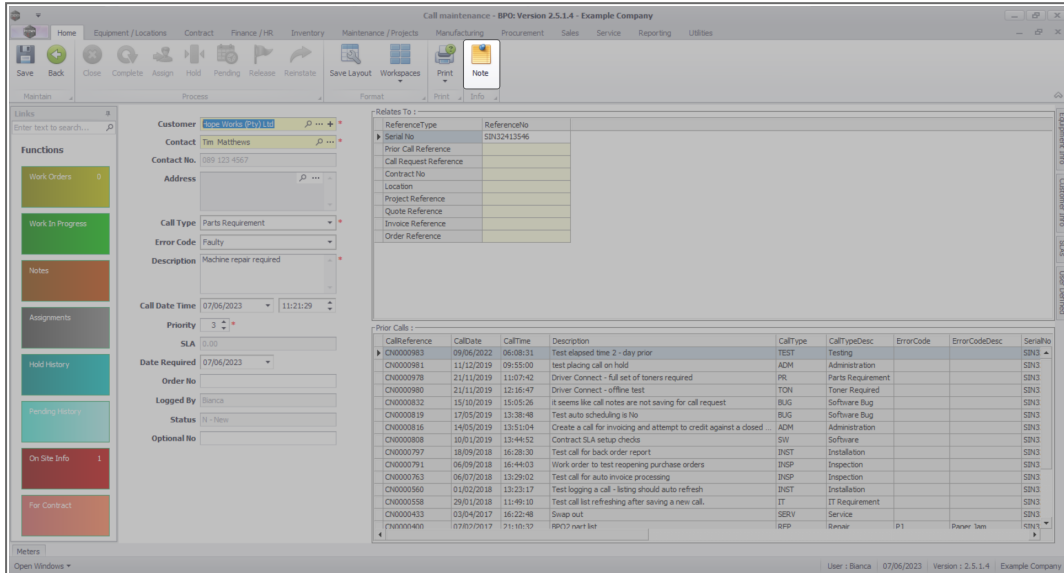 Call maintenance - BPO: Version 2.5.1.4 - Example Company
Home Equipment / Locations Contract Finance / HR Inventory Maintenance / Projects Manufacturing Procurement Sales Service Reporting Utilities
Save Back Close Complete Assign Hold Pending Release Reinstate Save Layout Workspaces Print Note
Maintain Process Format Print Info
Links
Enter text to search...
Functions
Work Orders 0
Work In Progress
Notes
Assignments
Hold History
Pending History
On Site Info 1
For Contract
Customer Hope Works (Pty) Ltd *
Contact Tim Matthews *
Contact No. 089 123 4567
Address
Call Type Parts Requirement *
Error Code Faulty
Description Machine repair required *
Call Date Time 07/06/2023 11:21:29
Priority 3 *
SLA 0.00
Date Required 07/06/2023
Order No
Logged By Bianca
Status N - New
Optional No
Relates To :
ReferenceType ReferenceNo
Serial No SIN32413546
Prior Call Reference
Call Request Reference
Contract No
Location
Project Reference
Quote Reference
Invoice Reference
Order Reference
Prior Calls :
CallReference CallDate CallTime Description CallType CallTypeDesc ErrorCode ErrorCodeDesc SerialNo
CN0000983 09/06/2022 06:08:31 Test elapsed time 2 - day prior TEST Testing SIN3
CN0000981 11/12/2019 09:55:00 test placing call on hold ADM Administration SIN3
CN0000978 21/11/2019 11:07:42 Driver Connect - full set of toners required PR Parts Requirement SIN3
CN0000980 21/11/2019 12:16:47 Driver Connect - offline test TON Toner Required SIN3
CN0000832 15/10/2019 15:05:26 it seems like call notes are not saving for call request BUG Software Bug SIN3
CN0000819 17/05/2019 13:38:48 Test auto scheduling is No BUG Software Bug SIN3
CN0000816 14/05/2019 13:51:04 Create a call for invoicing and attempt to credit against a closed ... ADM Administration SIN3
CN0000808 10/01/2019 13:44:52 Contract SLA setup checks SW Software SIN3
CN0000797 18/09/2018 16:28:30 Test call for back order report INST Installation SIN3
CN0000791 06/09/2018 16:44:03 Work order to test reopening purchase orders INSP Inspection SIN3
CN0000763 06/07/2018 13:29:02 Test call for auto invoice processing INSP Inspection SIN3
CN0000560 01/02/2018 13:23:17 Test logging a call - listing should auto refresh INST Installation SIN3
CN0000558 29/01/2018 11:49:10 Test call list refreshing after saving a new call. IT IT Requirement SIN3
CN0000433 03/04/2017 16:22:48 Swap out SERV Service SIN3
CN0000400 07/02/2017 21:10:32 BPO2 pact list REP Repair P1 Paper Jam SIN3
Equipment Info
Customer Info
SLAs
User Defined
Meters
Open Windows
User : Bianca 07/06/2023 Version : 2.5.1.4 Example Company